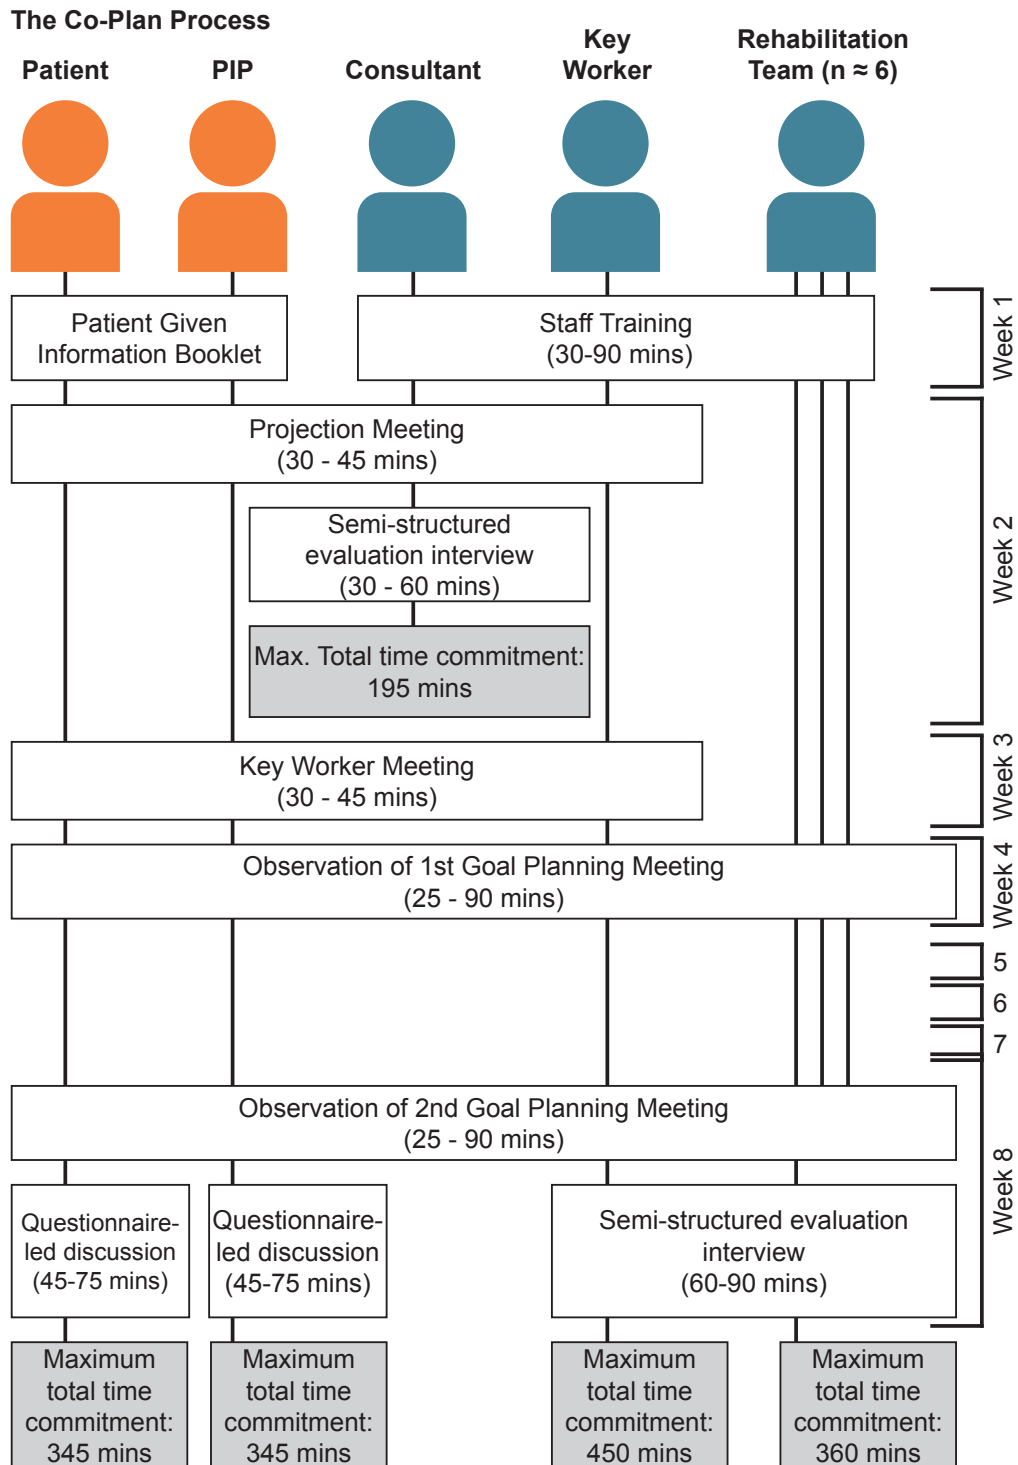 The Co-Plan Process
Patient
PIP
Consultant
Key
Worker
Rehabilitation
Team (n ≈ 6)
Patient Given
Information Booklet
Staff Training
(30-90 mins)
Week 1
Projection Meeting
(30 - 45 mins)
Semi-structured
evaluation interview
(30 - 60 mins)
Max. Total time commitment:
195 mins
Week 2
Key Worker Meeting
(30 - 45 mins)
Week 3
Observation of 1st Goal Planning Meeting
(25 - 90 mins)
Week 4
5
6
7
Observation of 2nd Goal Planning Meeting
(25 - 90 mins)
Week 8
Questionnaire-
led discussion
(45-75 mins)
Questionnaire-
led discussion
(45-75 mins)
Semi-structured evaluation
interview
(60-90 mins)
Maximum
total time
commitment:
345 mins
Maximum
total time
commitment:
345 mins
Maximum
total time
commitment:
450 mins
Maximum
total time
commitment:
360 mins